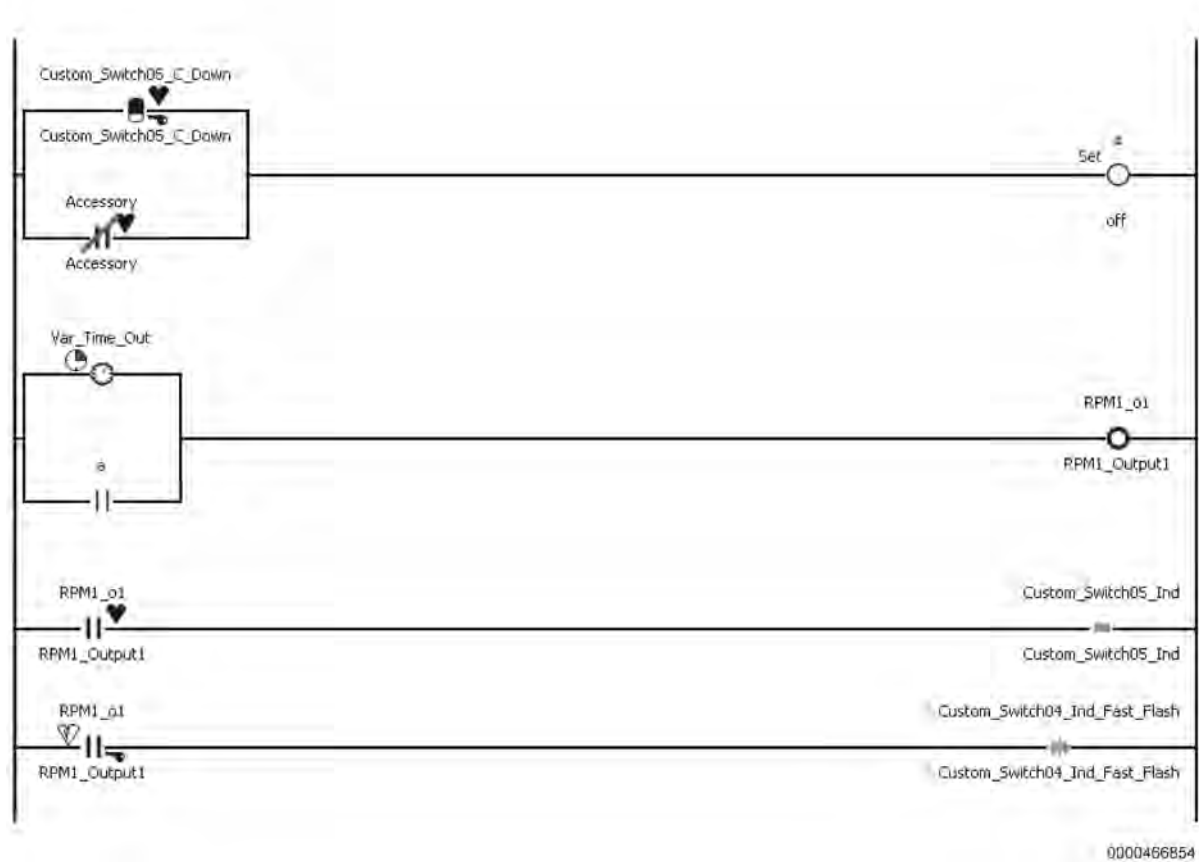 Custom_Switch05_C_Down
Custom_Switch05_C_Down
Set
off
Accessory
Accessory
Var_Time_Out
a
RPM1_o1
RPM1_Output1
RPM1_o1
RPM1_Output1
Custom_Switch05_Ind
Custom_Switch05_Ind
RPM1_o1
RPM1_Output1
Custom_Switch04_Ind_Fast_Flash
Custom_Switch04_Ind_Fast_Flash
0000466854